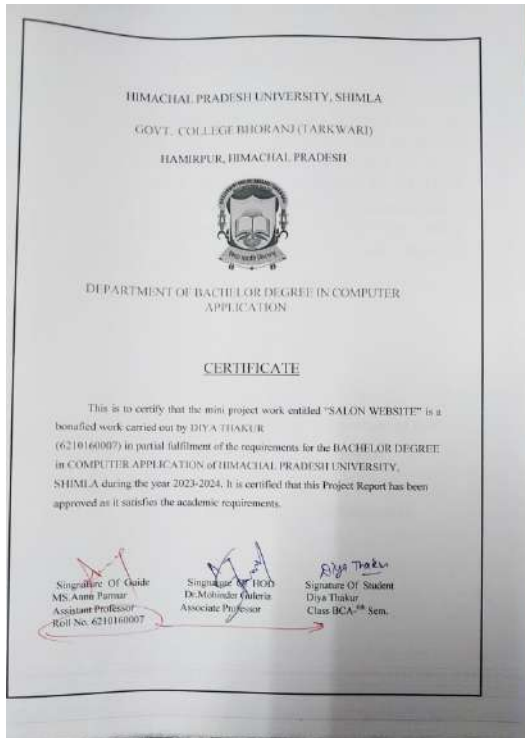 HIMACHAL PRADESH UNIVERSITY, SHIMLA
GOVT. COLLEGE BHORANJ (TARKWARI)
HAMIRPUR, HIMACHAL PRADESH
DEPARTMENT OF BACHELOR DEGREE IN COMPUTER
APPLICATION
CERTIFICATE
This is to certify that the mini project work entitled "SALON WEBSITE" is a
bonafied work carried out by DIYA THAKUR
(6210160007) in partial fulfilment of the requirements for the BACHELOR DEGREE
in COMPUTER APPLICATION of HIMACHAL PRADESH UNIVERSITY,
SHIMLA during the year 2023-2024. It is certified that this Project Report has been
approved as it satisfies the academic requirements.
Diya Thakur
Singnature Of Guide
MS.Annu Parmar
Assistant Professor
Roll No. 6210160007
Singnature Of HOD
Dr.Mohinder Guleria
Associate Professor
Signature Of Student
Diya Thakur
Class BCA-6th Sem.